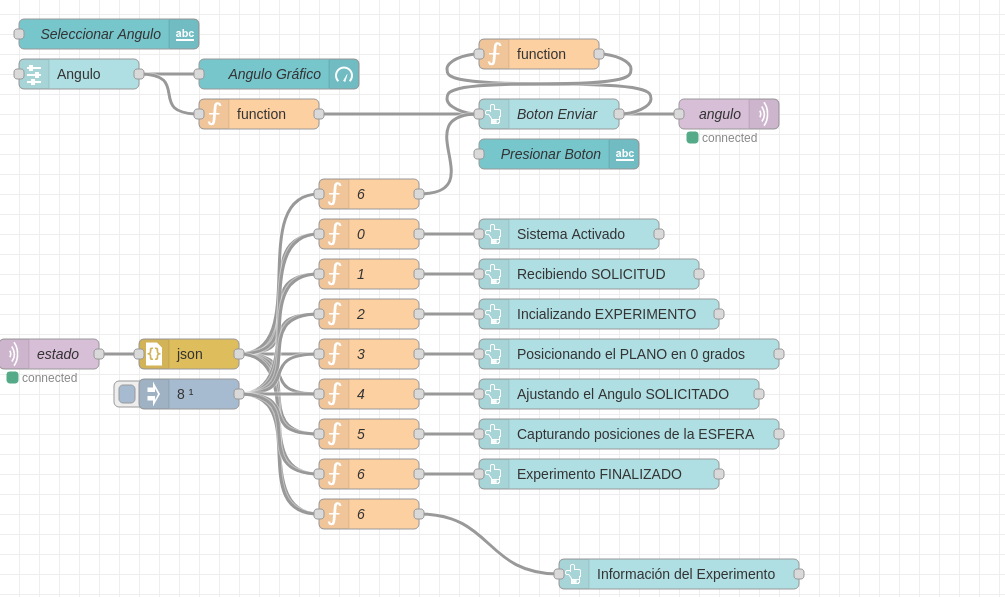 Seleccionar Angulo abc
Angulo
Angulo Gráfico
function
function
Boton Enviar
angulo
connected
Presionar Boton abc
6
0
Sistema Activado
1
Recibiendo SOLICITUD
2
Incializando EXPERIMENTO
estado
connected
{} json
3
Posicionando el PLANO en 0 grados
8 ¹
4
Ajustando el Angulo SOLICITADO
5
Capturando posiciones de la ESFERA
6
Experimento FINALIZADO
6
Información del Experimento